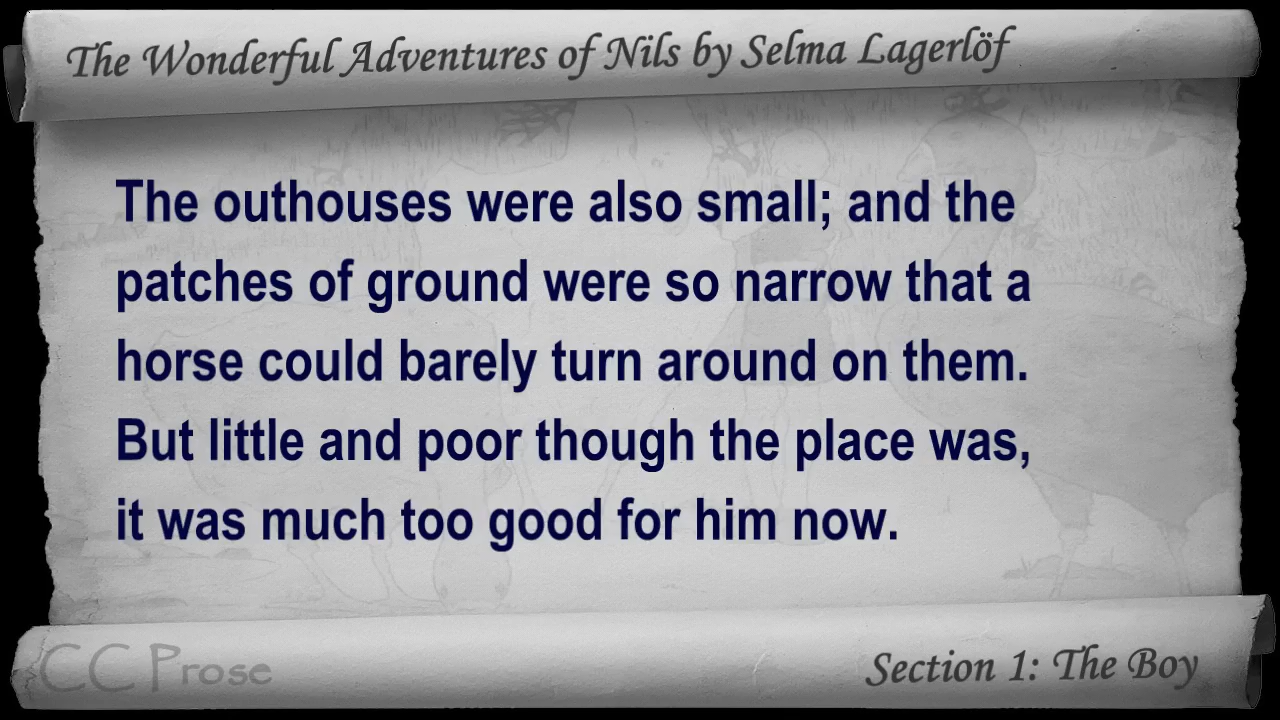 The Wonderful Adventures of Nils by Selma Lagerlöf
The outhouses were also small; and the
patches of ground were so narrow that a
horse could barely turn around on them.
But little and poor though the place was,
it was much too good for him now.
CC Prose
Section 1: The Boy